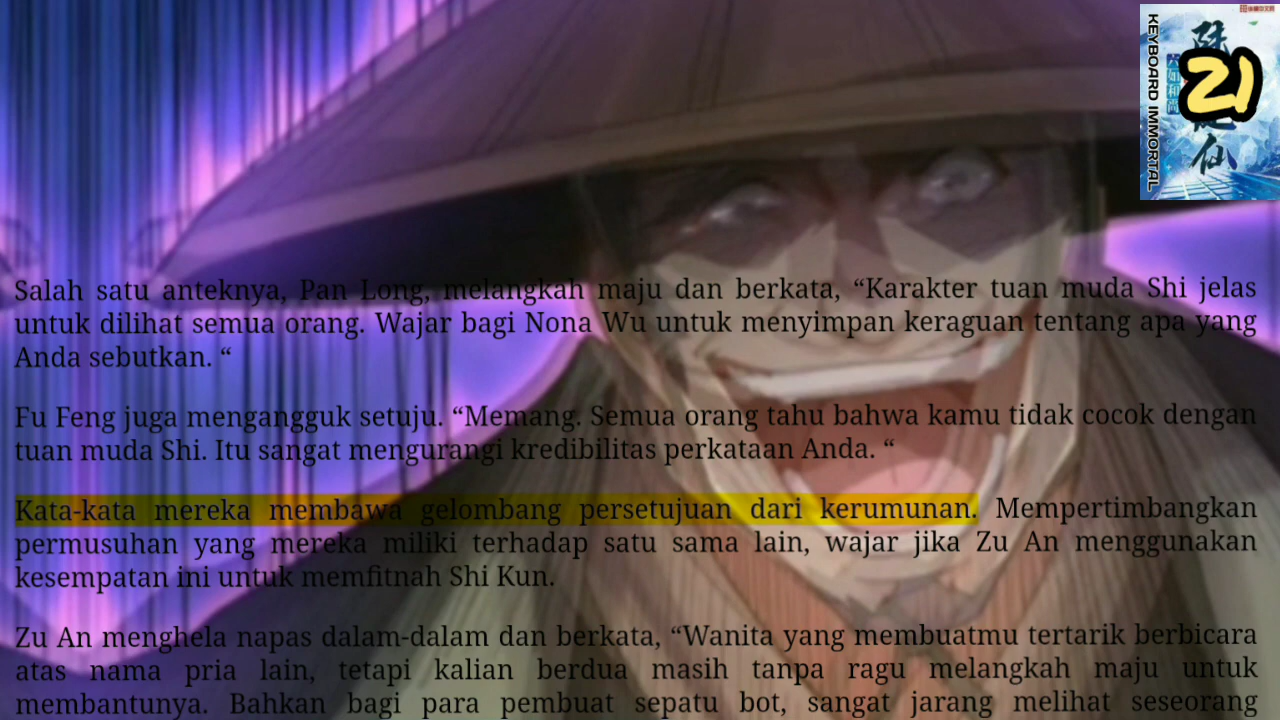 KEYBOARD IMMORTAL
21
六如和尚
仙
Salah satu anteknya, Pan Long, melangkah maju dan berkata, “Karakter tuan muda Shi jelas
untuk dilihat semua orang. Wajar bagi Nona Wu untuk menyimpan keraguan tentang apa yang
Anda sebutkan. “
Fu Feng juga mengangguk setuju. “Memang. Semua orang tahu bahwa kamu tidak cocok dengan
tuan muda Shi. Itu sangat mengurangi kredibilitas perkataan Anda. “
Kata-kata mereka membawa gelombang persetujuan dari kerumunan. Mempertimbangkan
permusuhan yang mereka miliki terhadap satu sama lain, wajar jika Zu An menggunakan
kesempatan ini untuk memfitnah Shi Kun.
Zu An menghela napas dalam-dalam dan berkata, “Wanita yang membuatmu tertarik berbicara
atas nama pria lain, tetapi kalian berdua masih tanpa ragu melangkah maju untuk
membantunya. Bahkan bagi para pembuat sepatu bot, sangat jarang melihat seseorang